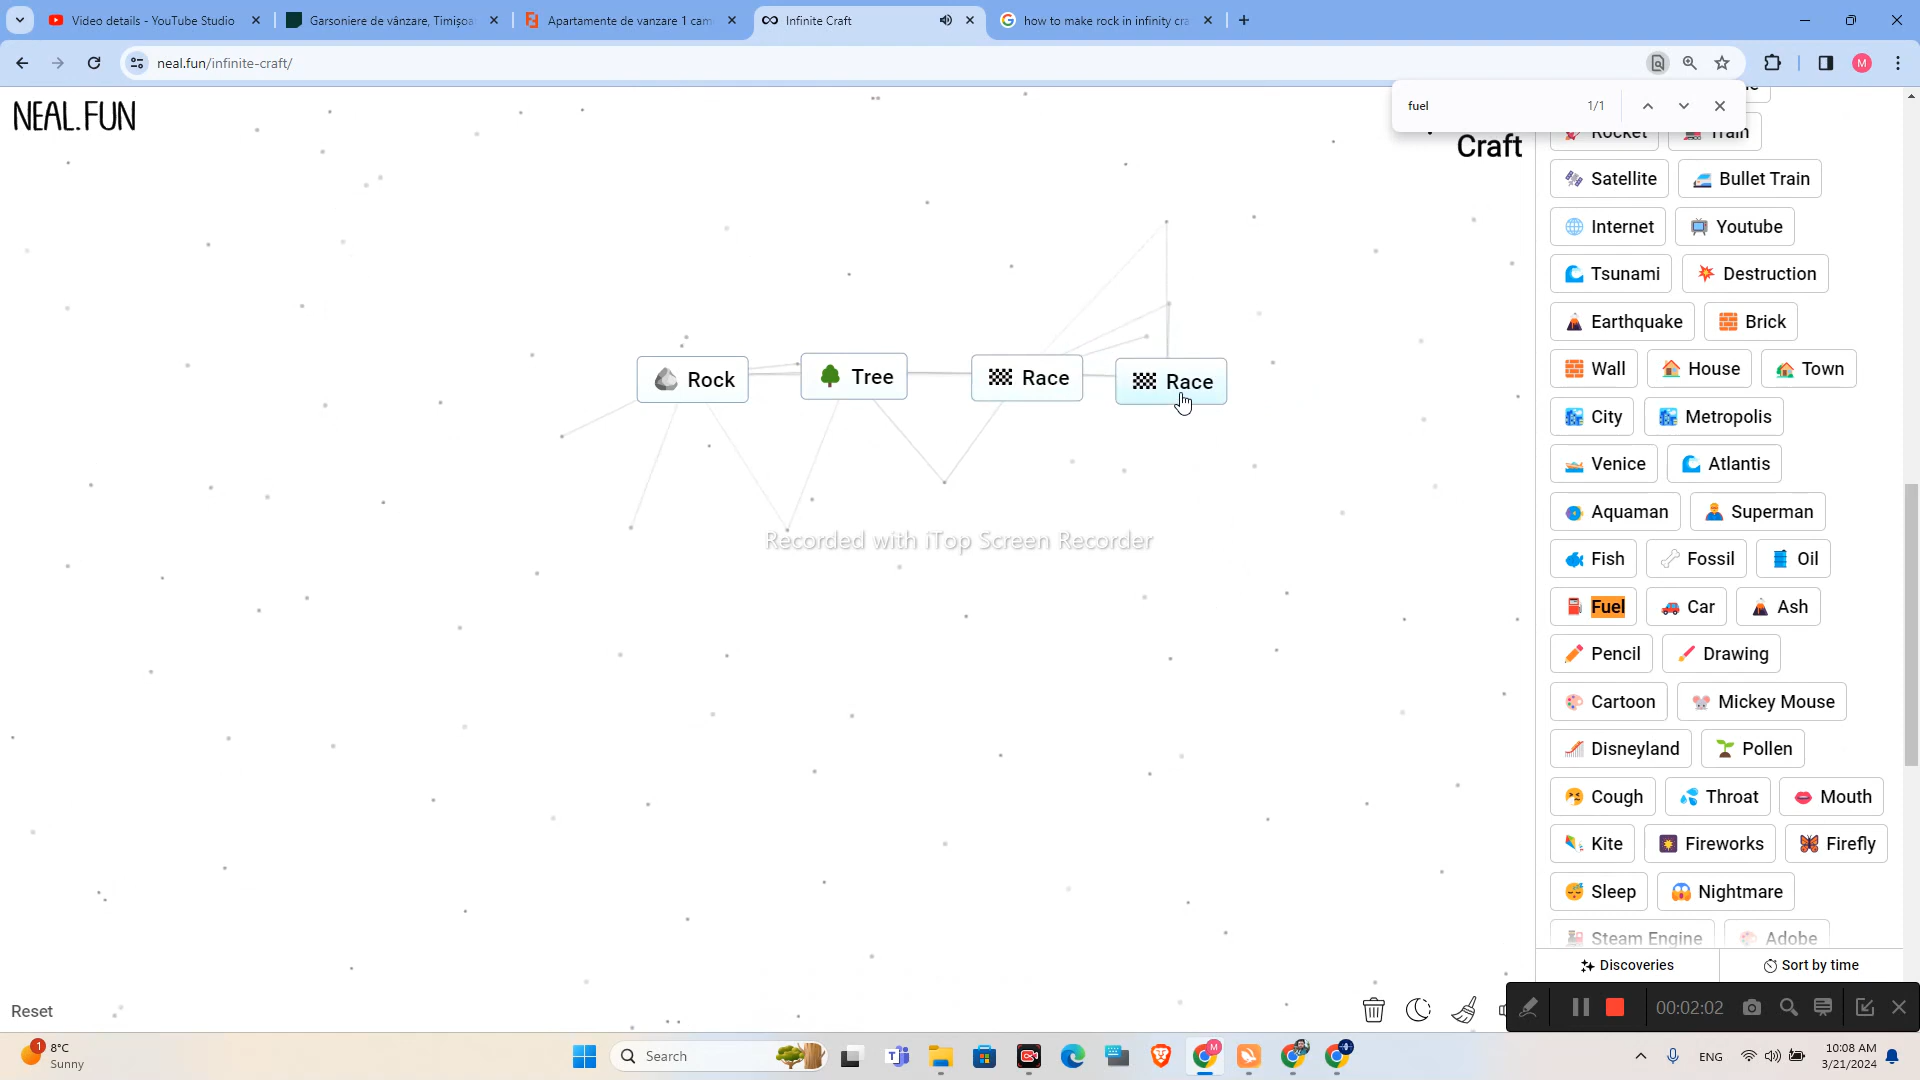 Video details - YouTube Studio
Garsoniere de vânzare, Timișoa
Apartamente de vanzare 1 cam
Infinite Craft
how to make rock in infinity cra
neal.fun/infinite-craft/
M
fuel
1/1
NEAL.FUN
Craft
Rocket
Train
Satellite
Bullet Train
Internet
Youtube
Tsunami
Destruction
Earthquake
Brick
Wall
House
Town
City
Metropolis
Venice
Atlantis
Aquaman
Superman
Fish
Fossil
Oil
Fuel
Car
Ash
Pencil
Drawing
Cartoon
Mickey Mouse
Disneyland
Pollen
Cough
Throat
Mouth
Kite
Fireworks
Firefly
Sleep
Nightmare
Steam Engine
Adobe
Rock
Tree
Race
Race
Recorded with iTop Screen Recorder
Discoveries
Sort by time
Reset
00:02:02
1
8°C
Sunny
Search
ENG
10:08 AM
3/21/2024